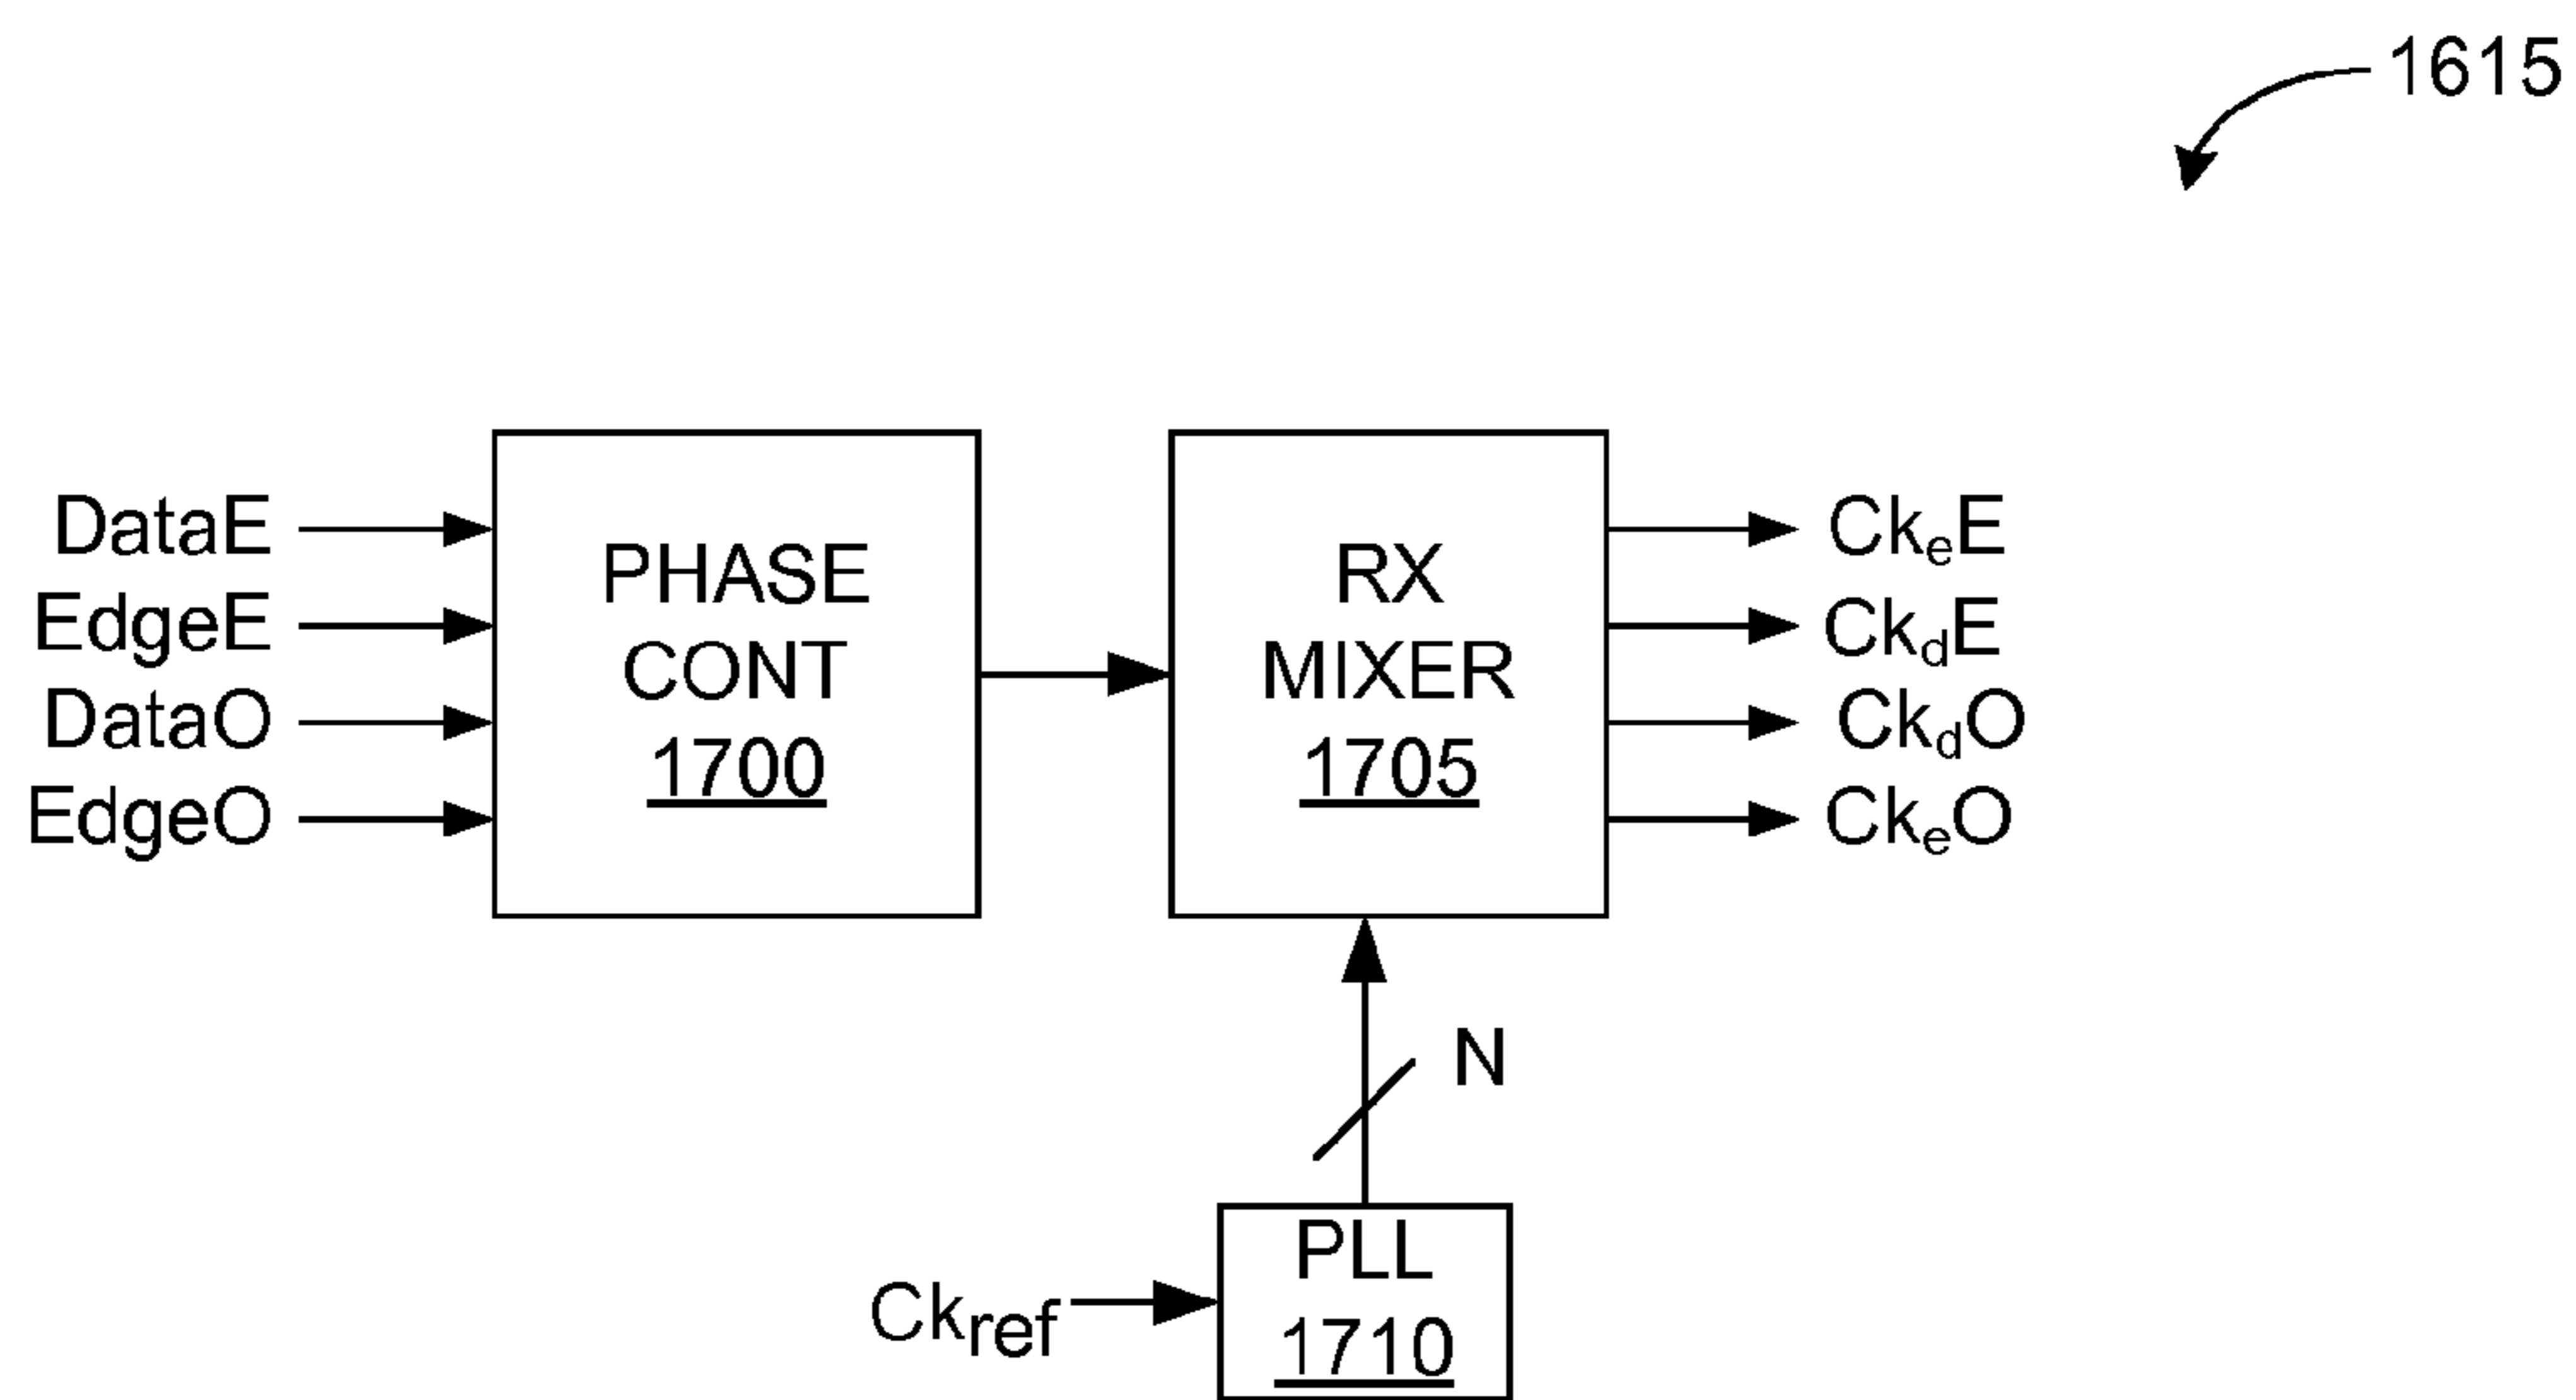 1615
DataE
EdgeE
DataO
EdgeO
PHASE
CONT
1700
RX
MIXER
1705
CkeE
CkdE
CkdO
CkeO
N
Ckref
PLL
1710